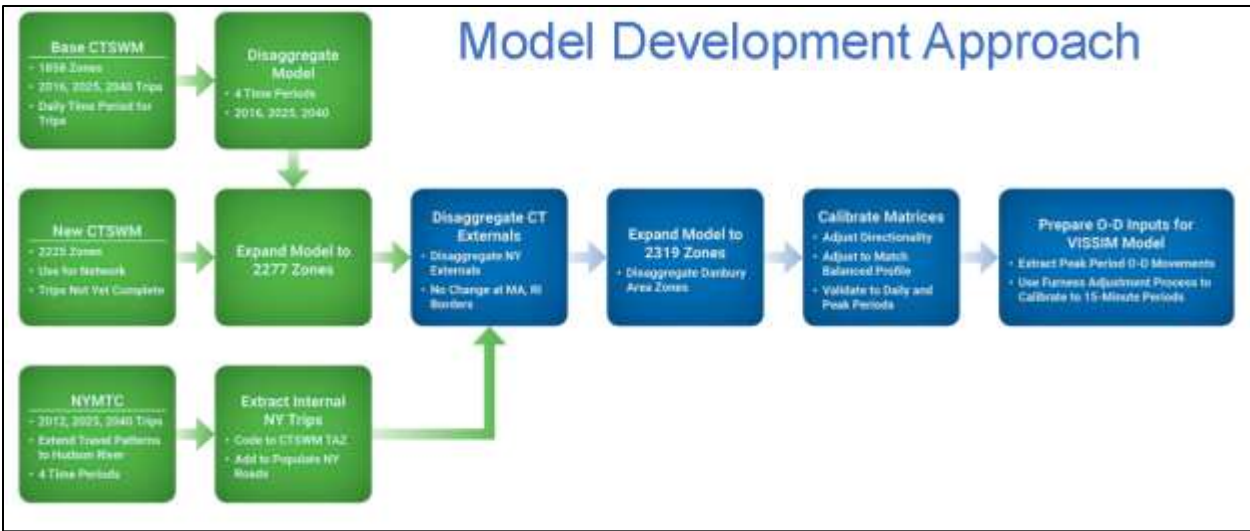 Model Development Approach
Base CTSWM
• 1858 Zones
• 2016, 2025, 2040 Trips
• Daily Time Period for
Trips
Disaggregate
Model
• 4 Time Periods
• 2016, 2025, 2040
New CTSWM
• 2225 Zones
• Use for Network
• Trips Not Yet Complete
Expand Model to
2277 Zones
Disaggregate CT
Externals
• Disaggregate NY
Externals
• No Change at MA, RI
Borders
Expand Model to
2319 Zones
• Disaggregate Danbury
Area Zones
Calibrate Matrices
• Adjust Directionality
• Adjust to Match
Balanced Profile
• Validate to Daily and
Peak Periods
Prepare O-D Inputs for
VISSIM Model
• Extract Peak Period O-D Movements
• Use Furness Adjustment Process to
Calibrate to 15-Minute Periods
NYMTC
• 2012, 2025, 2040 Trips
• Extend Travel Patterns
to Hudson River
• 4 Time Periods
Extract Internal
NY Trips
• Code to CTSWM TAZ
• Add to Populate NY
Roads